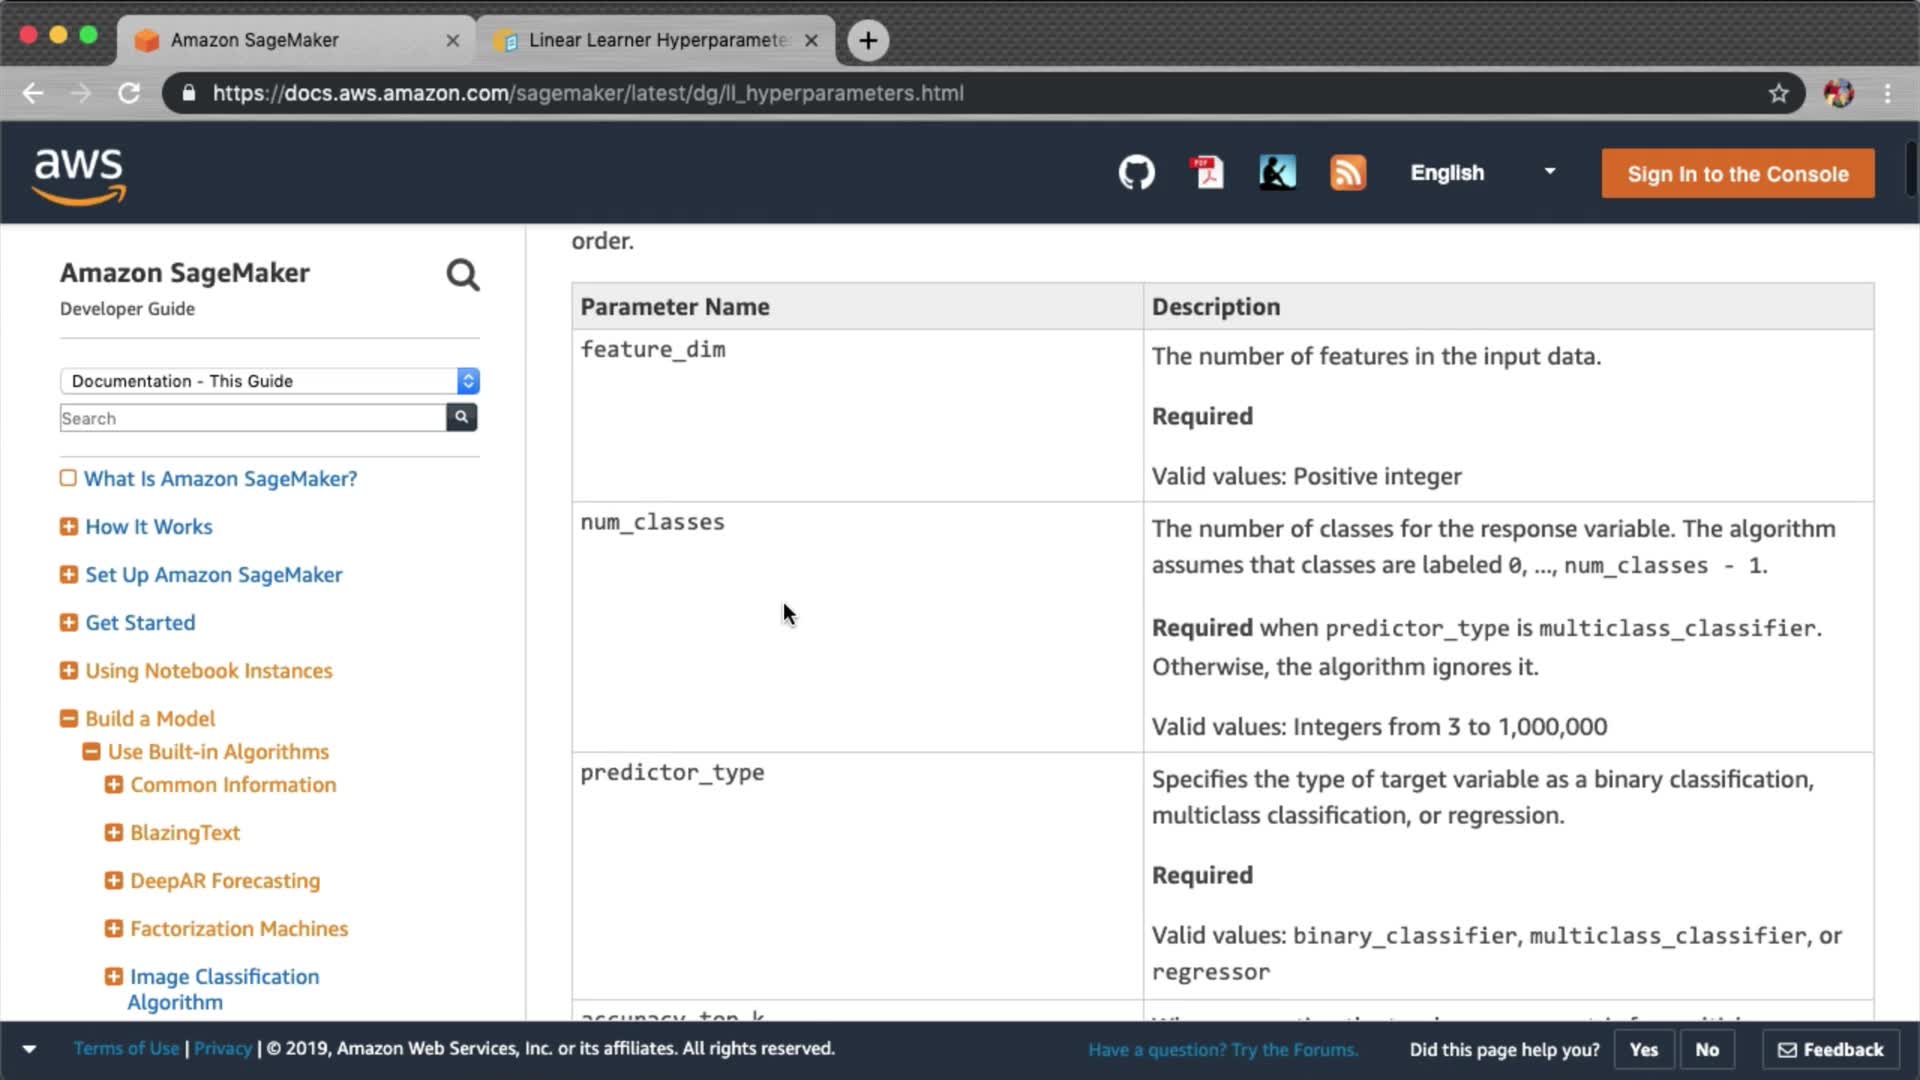 Amazon SageMaker
Linear Learner Hyperparamete
https://docs.aws.amazon.com/sagemaker/latest/dg/ll_hyperparameters.html
aws
PDF
English
Sign In to the Console
Amazon SageMaker
Developer Guide
Documentation - This Guide
Search
What Is Amazon SageMaker?
How It Works
Set Up Amazon SageMaker
Get Started
Using Notebook Instances
Build a Model
Use Built-in Algorithms
Common Information
BlazingText
DeepAR Forecasting
Factorization Machines
Image Classification
Algorithm
order.
Parameter Name Description
feature_dim
The number of features in the input data.
Required
Valid values: Positive integer
num_classes
The number of classes for the response variable. The algorithm
assumes that classes are labeled 0, ..., num_classes - 1.
Required when predictor_type is multiclass_classifier.
Otherwise, the algorithm ignores it.
Valid values: Integers from 3 to 1,000,000
predictor_type
Specifies the type of target variable as a binary classification,
multiclass classification, or regression.
Required
Valid values: binary_classifier, multiclass_classifier, or
regressor
accuracy_top_k
Terms of Use | Privacy | © 2019, Amazon Web Services, Inc. or its affiliates. All rights reserved.
Have a question? Try the Forums.
Did this page help you?
Yes
No
Feedback